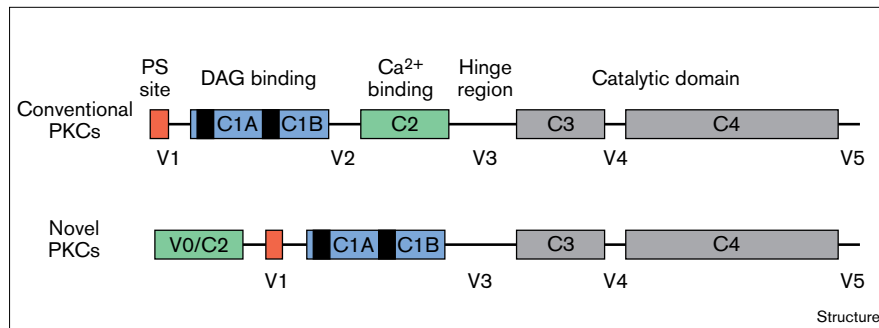 PS
site
DAG binding
Ca²⁺
binding
Hinge
region
Catalytic domain
Conventional
PKCs
C1A C1B C2 C3 C4
V1 V2 V3 V4 V5
Novel
PKCs
V0/C2 C1A C1B C3 C4
V1 V3 V4 V5
Structure